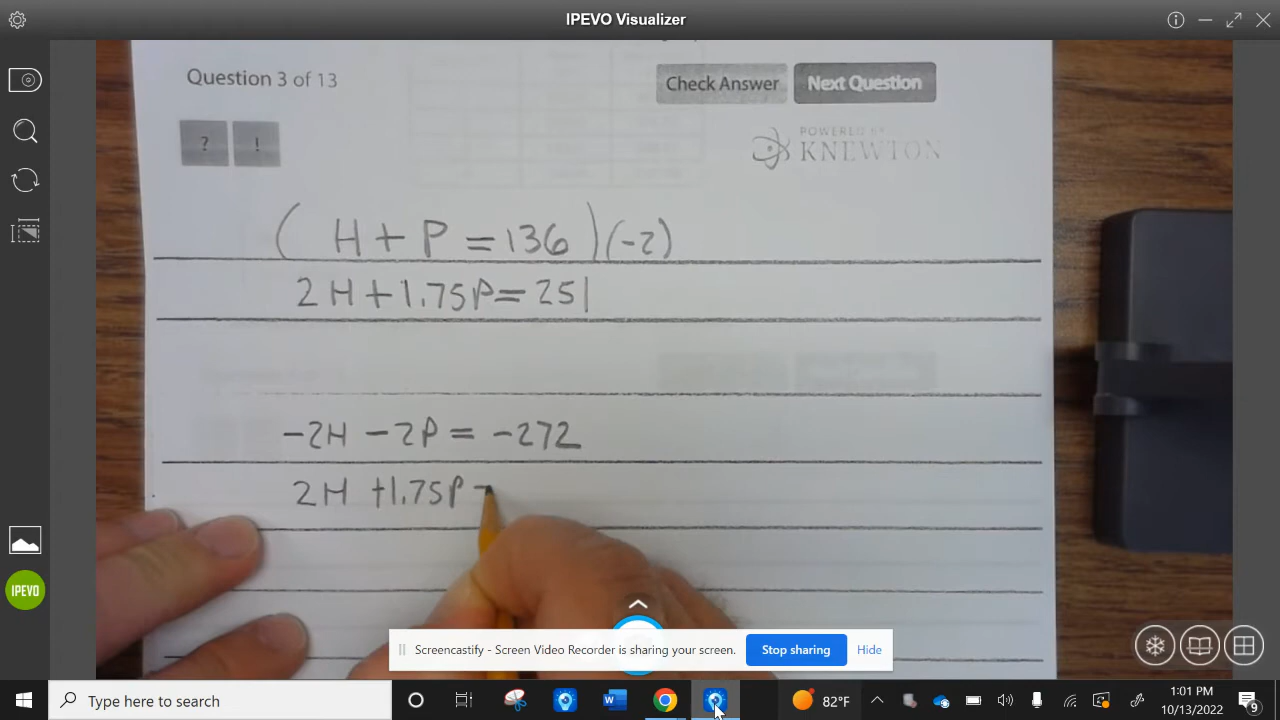 IPEVO Visualizer
Question 3 of 13
Check Answer
Next Question
?
!
POWERED BY
KNEWTON
( H + P = 136 ) (-2)
2H + 1.75P = 251
-2H - 2P = -272
2H + 1.75P -
IPEVO
Screencastify - Screen Video Recorder is sharing your screen.
Stop sharing
Hide
Type here to search
82°F
1:01 PM
10/13/2022
9